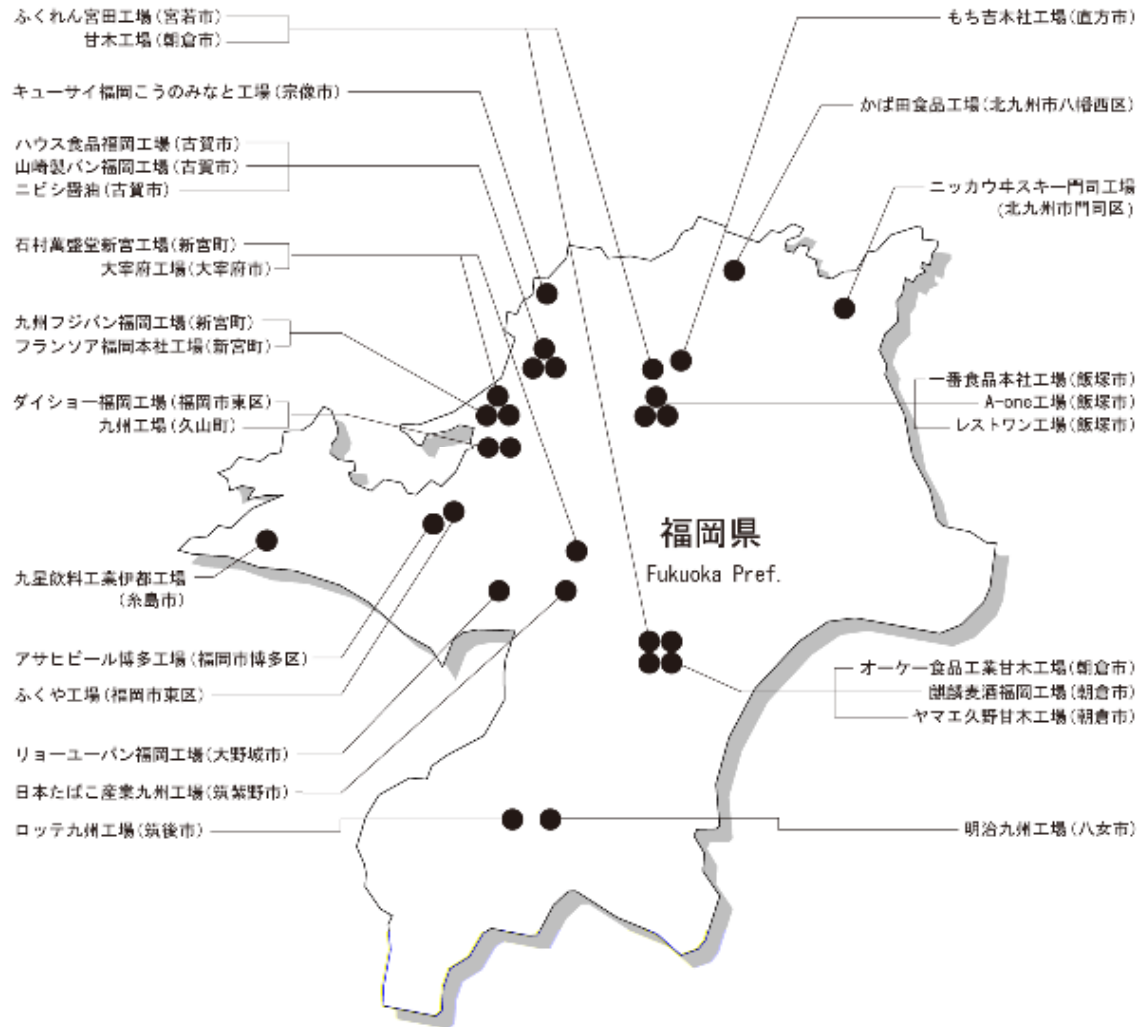 ふくれん宮田工場(宮若市)
甘木工場(朝倉市)
キューサイ福岡こうのみなと工場(宗像市)
ハウス食品福岡工場(古賀市)
山崎製パン福岡工場(古賀市)
ニビシ醤油(古賀市)
石村萬盛堂新宮工場(新宮町)
大宰府工場(大宰府市)
九州フジパン福岡工場(新宮町)
フランソア福岡本社工場(新宮町)
ダイショー福岡工場(福岡市東区)
九州工場(久山町)
九星飲料工業伊都工場
(糸島市)
アサヒビール博多工場(福岡市博多区)
ふくや工場(福岡市東区)
リョーユーパン福岡工場(大野城市)
日本たばこ産業九州工場(筑紫野市)
ロッテ九州工場(筑後市)
福岡県
Fukuoka Pref.
もち吉本社工場(直方市)
かば田食品工場(北九州市八幡西区)
ニッカウヰスキー門司工場
(北九州市門司区)
一番食品本社工場(飯塚市)
A-one工場(飯塚市)
レストワン工場(飯塚市)
オーケー食品工業甘木工場(朝倉市)
麒麟麦酒福岡工場(朝倉市)
ヤマエ久野甘木工場(朝倉市)
明治九州工場(八女市)